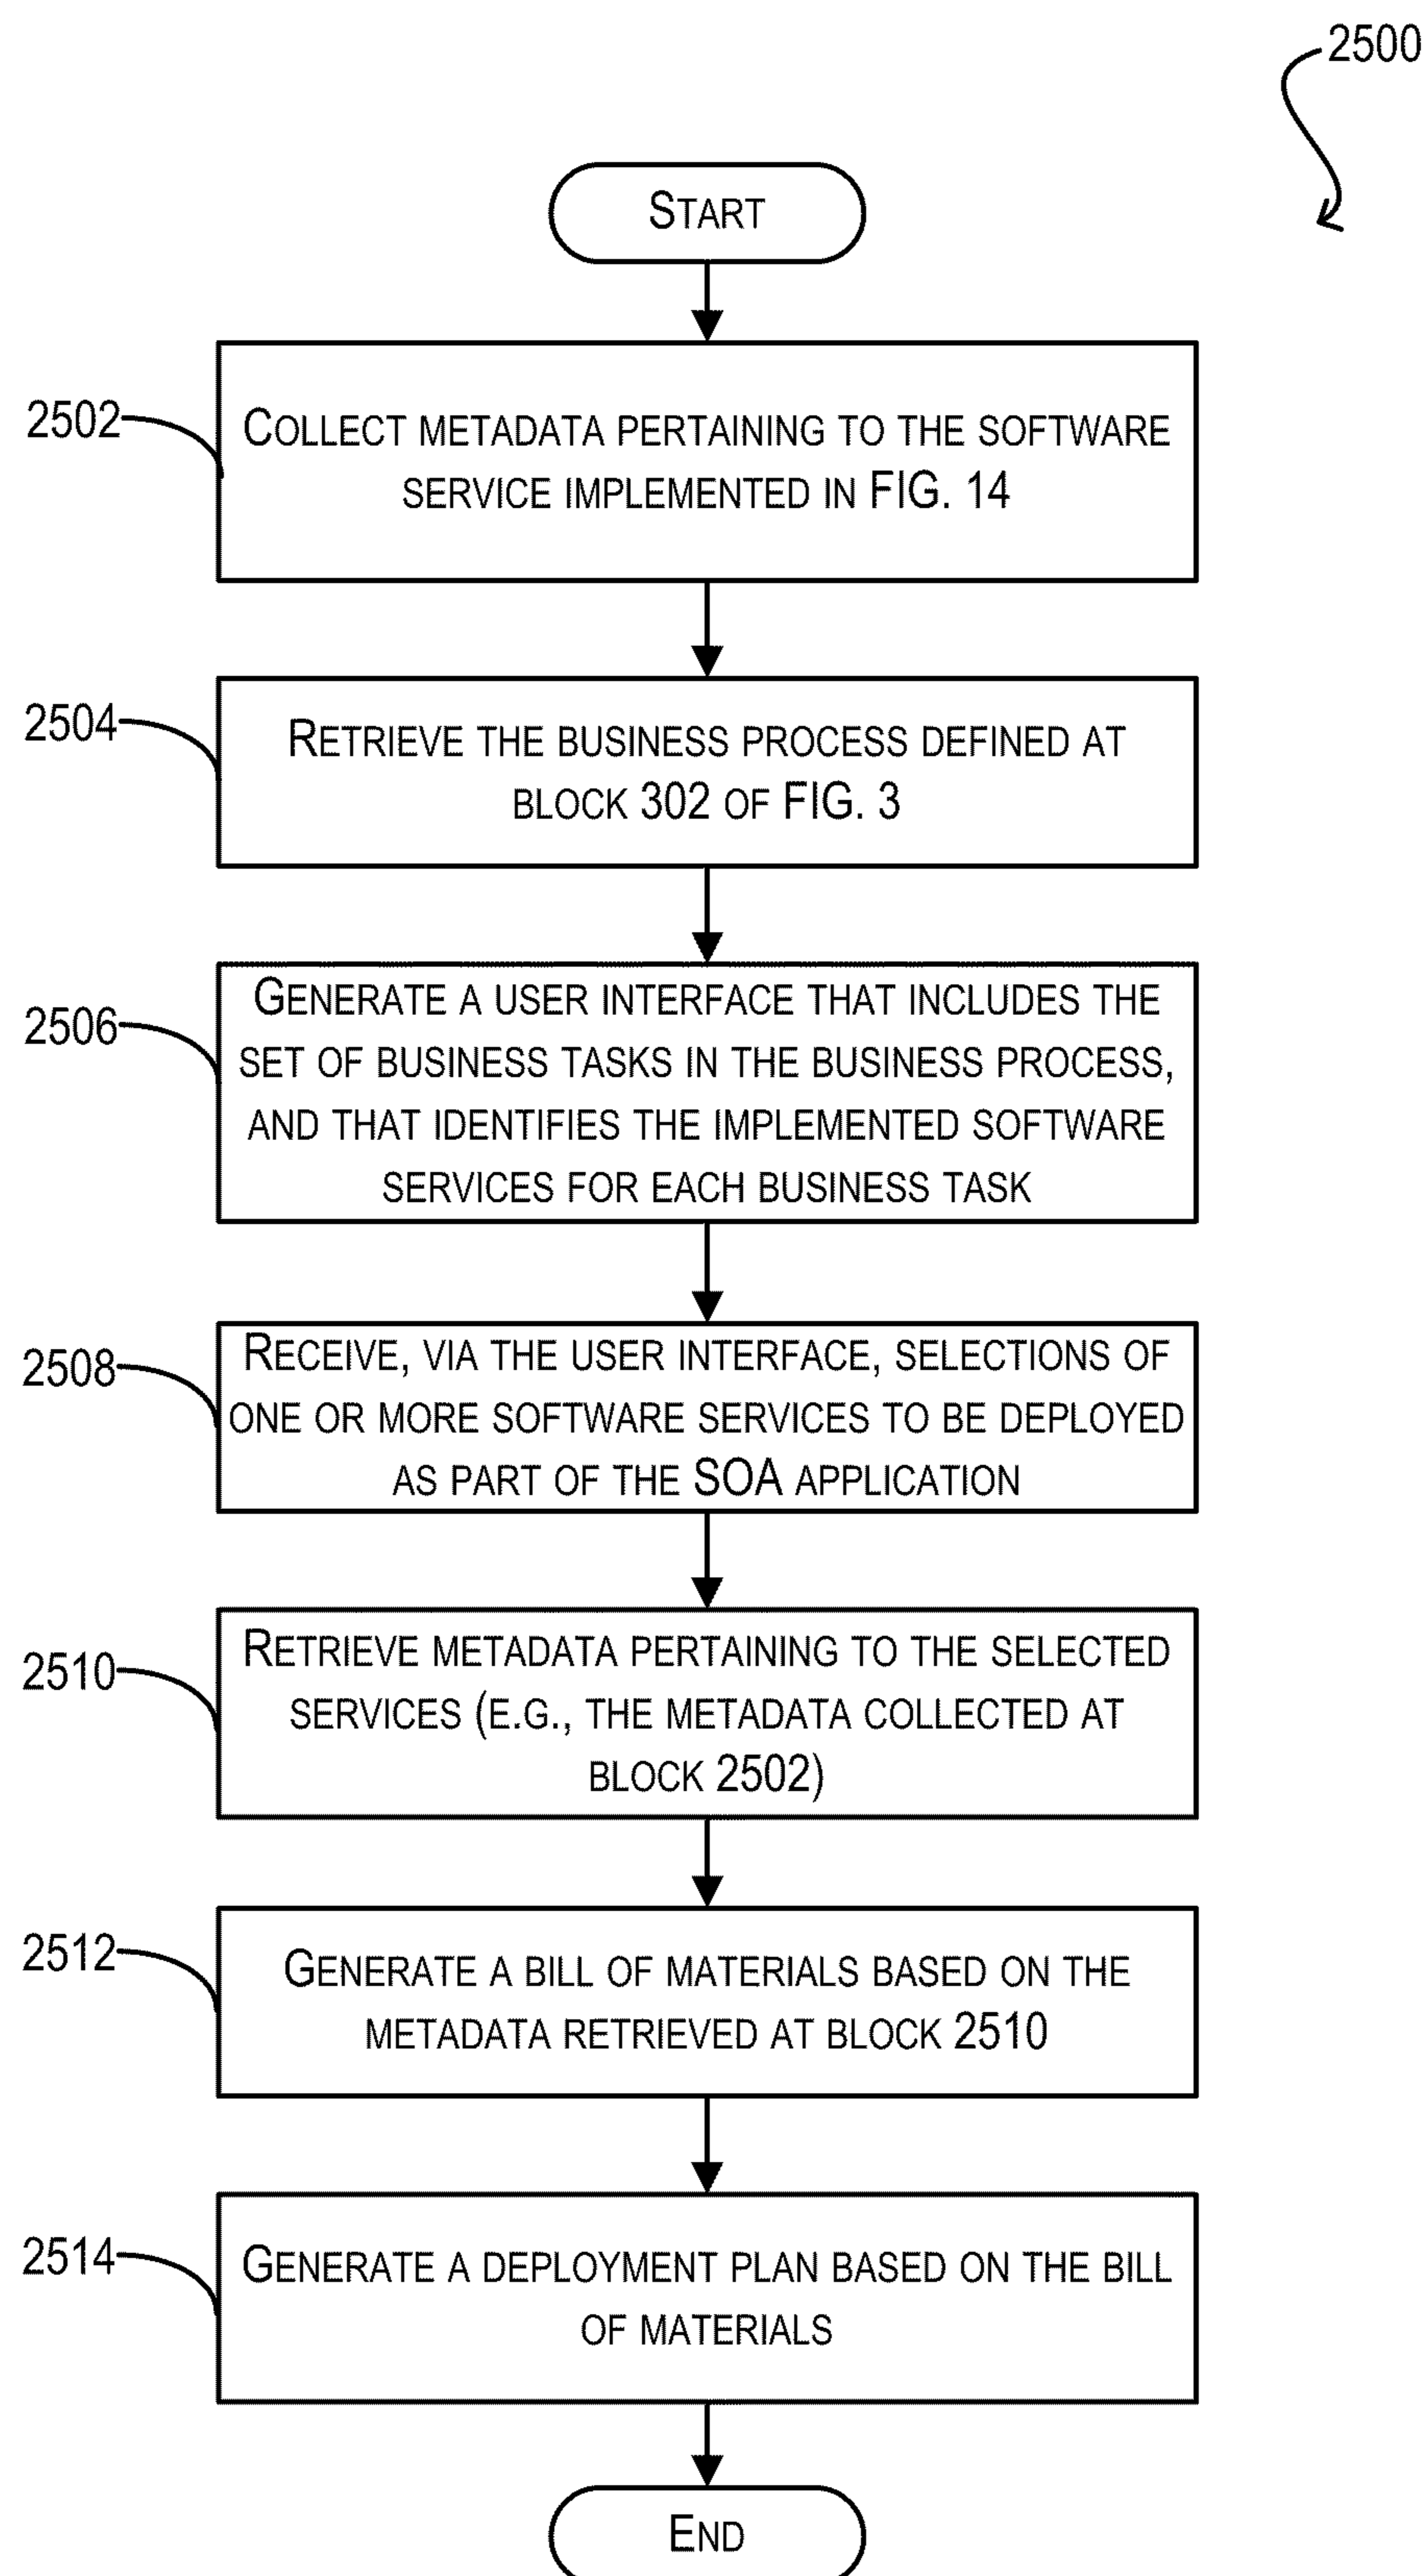 2500
START
2502
COLLECT METADATA PERTAINING TO THE SOFTWARE
SERVICE IMPLEMENTED IN FIG. 14
2504
RETRIEVE THE BUSINESS PROCESS DEFINED AT
BLOCK 302 OF FIG. 3
2506
GENERATE A USER INTERFACE THAT INCLUDES THE
SET OF BUSINESS TASKS IN THE BUSINESS PROCESS,
AND THAT IDENTIFIES THE IMPLEMENTED SOFTWARE
SERVICES FOR EACH BUSINESS TASK
2508
RECEIVE, VIA THE USER INTERFACE, SELECTIONS OF
ONE OR MORE SOFTWARE SERVICES TO BE DEPLOYED
AS PART OF THE SOA APPLICATION
2510
RETRIEVE METADATA PERTAINING TO THE SELECTED
SERVICES (E.G., THE METADATA COLLECTED AT
BLOCK 2502)
2512
GENERATE A BILL OF MATERIALS BASED ON THE
METADATA RETRIEVED AT BLOCK 2510
2514
GENERATE A DEPLOYMENT PLAN BASED ON THE BILL
OF MATERIALS
END